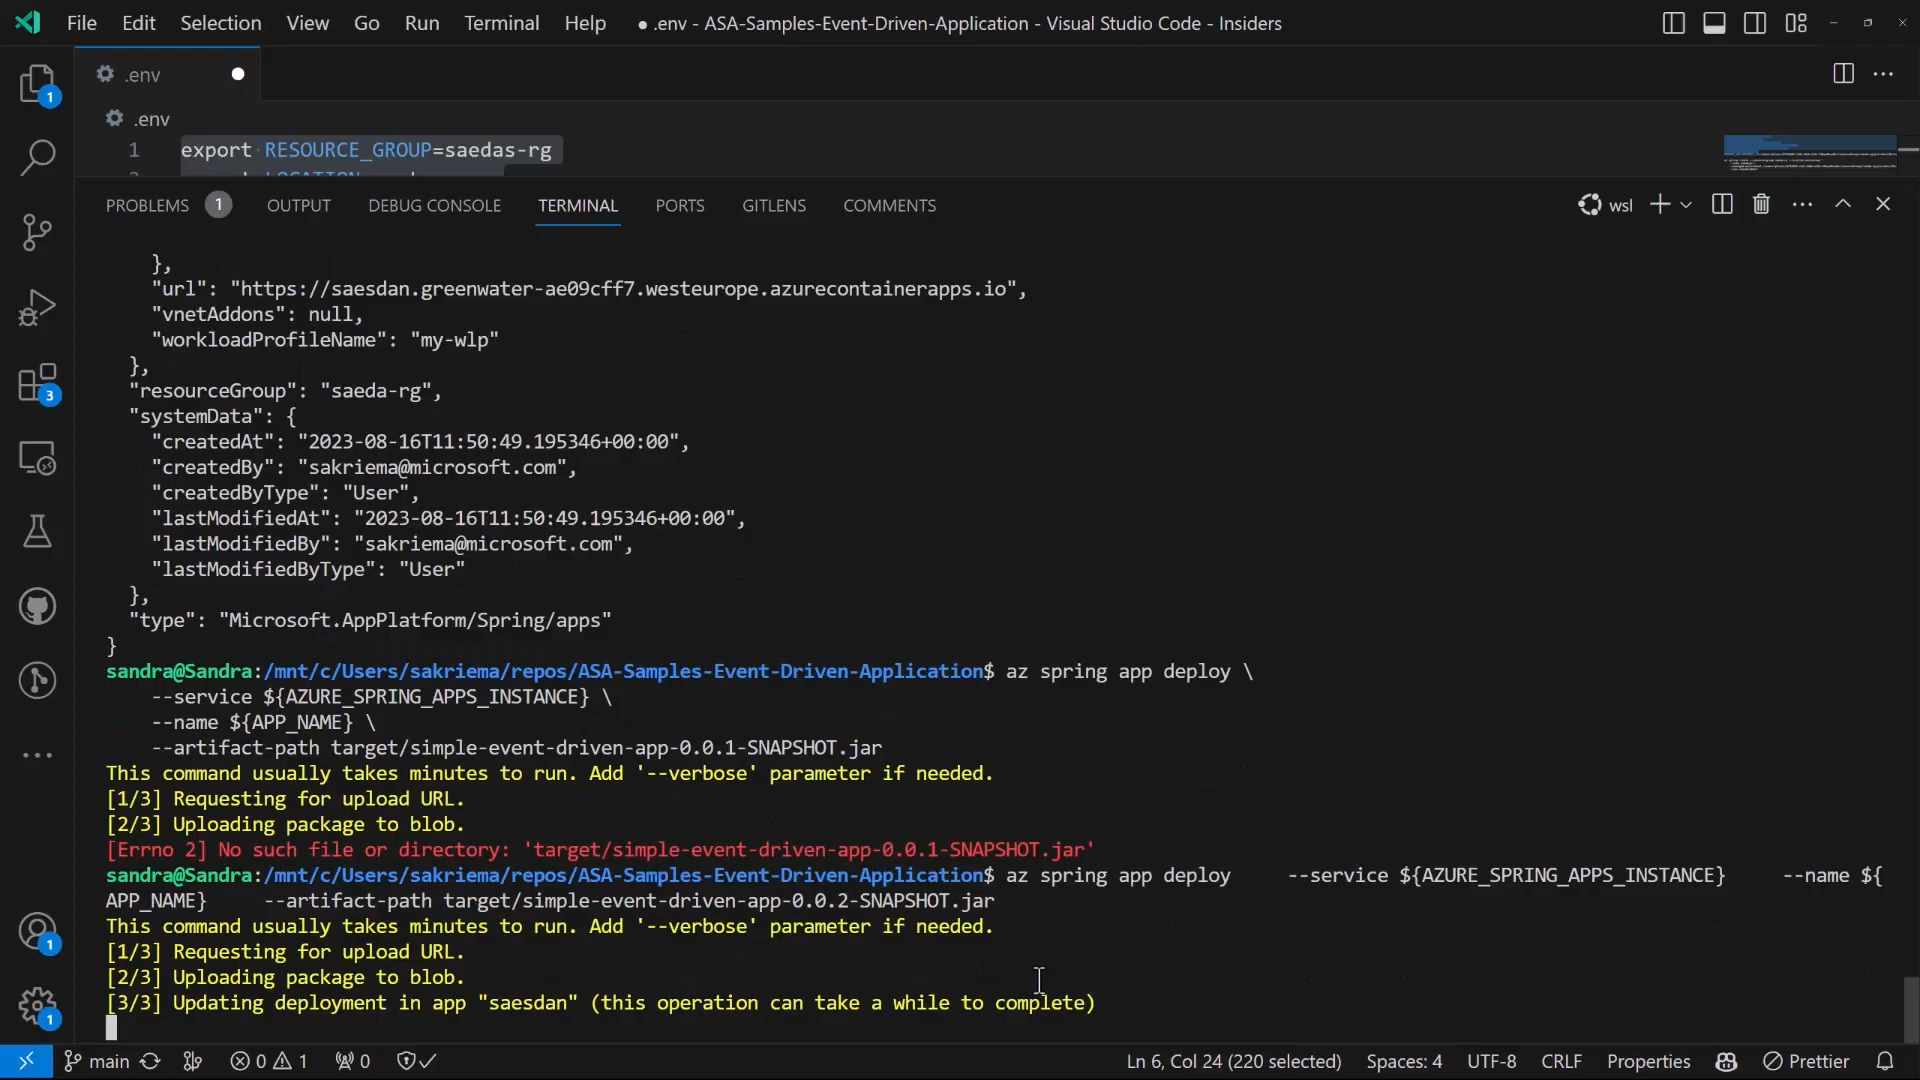 File Edit Selection View Go Run Terminal Help ● .env - ASA-Samples-Event-Driven-Application - Visual Studio Code - Insiders
.env
.env
1 export RESOURCE_GROUP=saedas-rg
PROBLEMS 1 OUTPUT DEBUG CONSOLE TERMINAL PORTS GITLENS COMMENTS wsl
},
"url": "https://saesdan.greenwater-ae09cff7.westeurope.azurecontainerapps.io",
"vnetAddons": null,
"workloadProfileName": "my-wlp"
},
"resourceGroup": "saeda-rg",
"systemData": {
"createdAt": "2023-08-16T11:50:49.195346+00:00",
"createdBy": "sakriema@microsoft.com",
"createdByType": "User",
"lastModifiedAt": "2023-08-16T11:50:49.195346+00:00",
"lastModifiedBy": "sakriema@microsoft.com",
"lastModifiedByType": "User"
},
"type": "Microsoft.AppPlatform/Spring/apps"
}
sandra@Sandra:/mnt/c/Users/sakriema/repos/ASA-Samples-Event-Driven-Application$ az spring app deploy \
--service ${AZURE_SPRING_APPS_INSTANCE} \
--name ${APP_NAME} \
--artifact-path target/simple-event-driven-app-0.0.1-SNAPSHOT.jar
This command usually takes minutes to run. Add '--verbose' parameter if needed.
[1/3] Requesting for upload URL.
[2/3] Uploading package to blob.
[Errno 2] No such file or directory: 'target/simple-event-driven-app-0.0.1-SNAPSHOT.jar'
sandra@Sandra:/mnt/c/Users/sakriema/repos/ASA-Samples-Event-Driven-Application$ az spring app deploy --service ${AZURE_SPRING_APPS_INSTANCE} --name ${
APP_NAME} --artifact-path target/simple-event-driven-app-0.0.2-SNAPSHOT.jar
This command usually takes minutes to run. Add '--verbose' parameter if needed.
[1/3] Requesting for upload URL.
[2/3] Uploading package to blob.
[3/3] Updating deployment in app "saesdan" (this operation can take a while to complete)
1
3
1
1
main 0 1 0 Ln 6, Col 24 (220 selected) Spaces: 4 UTF-8 CRLF Properties Prettier